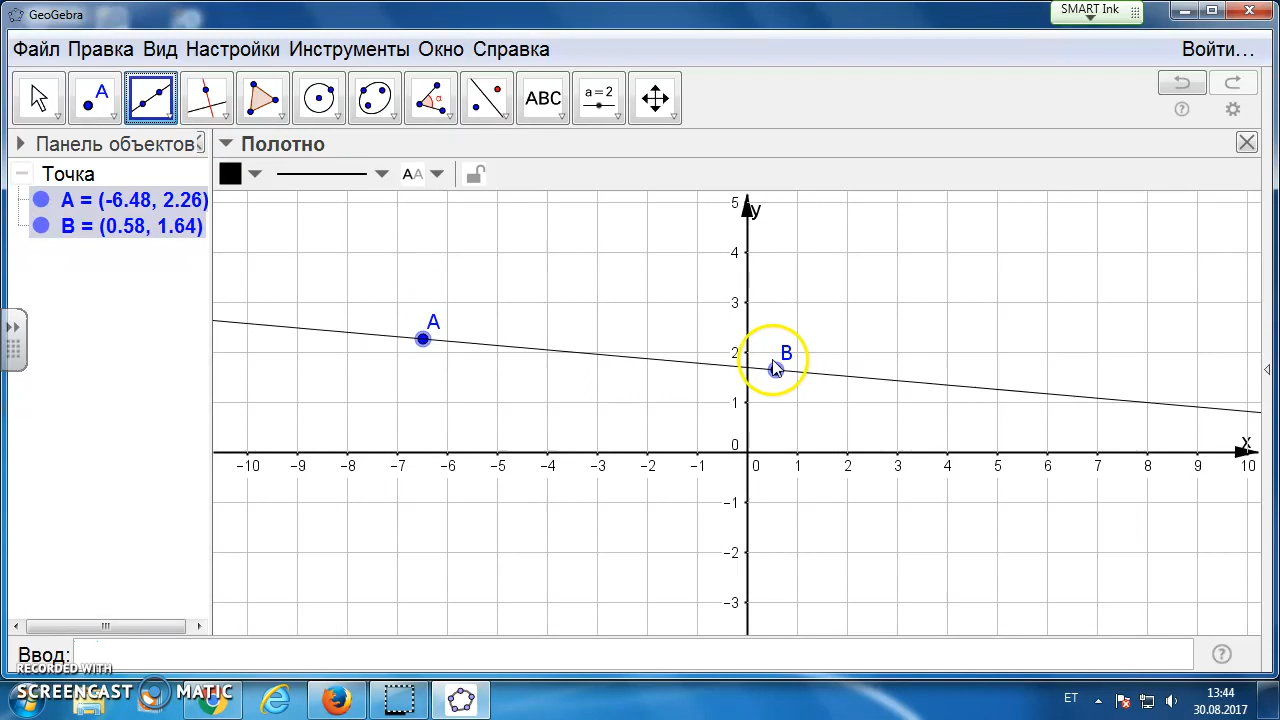 GeoGebra
SMART Ink
Файл Правка Вид Настройки Инструменты Окно Справка Войти...
A α ABC a=2
Панель объектов
Полотно
Точка
AA
A = (-6.48, 2.26)
B = (0.58, 1.64)
y
5
4
3
2
1
0
−1
−2
−3
A
B
x
−10 −9 −8 −7 −6 −5 −4 −3 −2 −1 0 1 2 3 4 5 6 7 8 9 10
Ввод:
RECORDED WITH
SCREENCAST MATIC
ET
13:44
30.08.2017